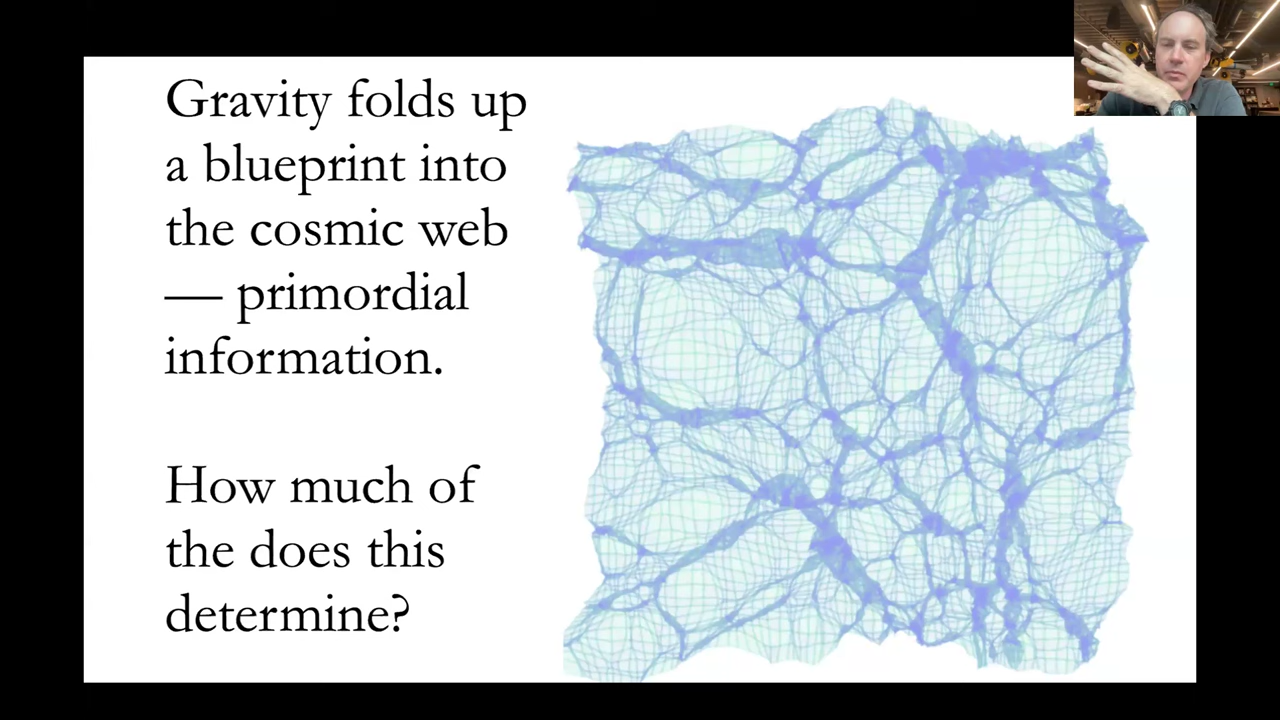 Gravity folds up
a blueprint into
the cosmic web
— primordial
information.
How much of
the does this
determine?